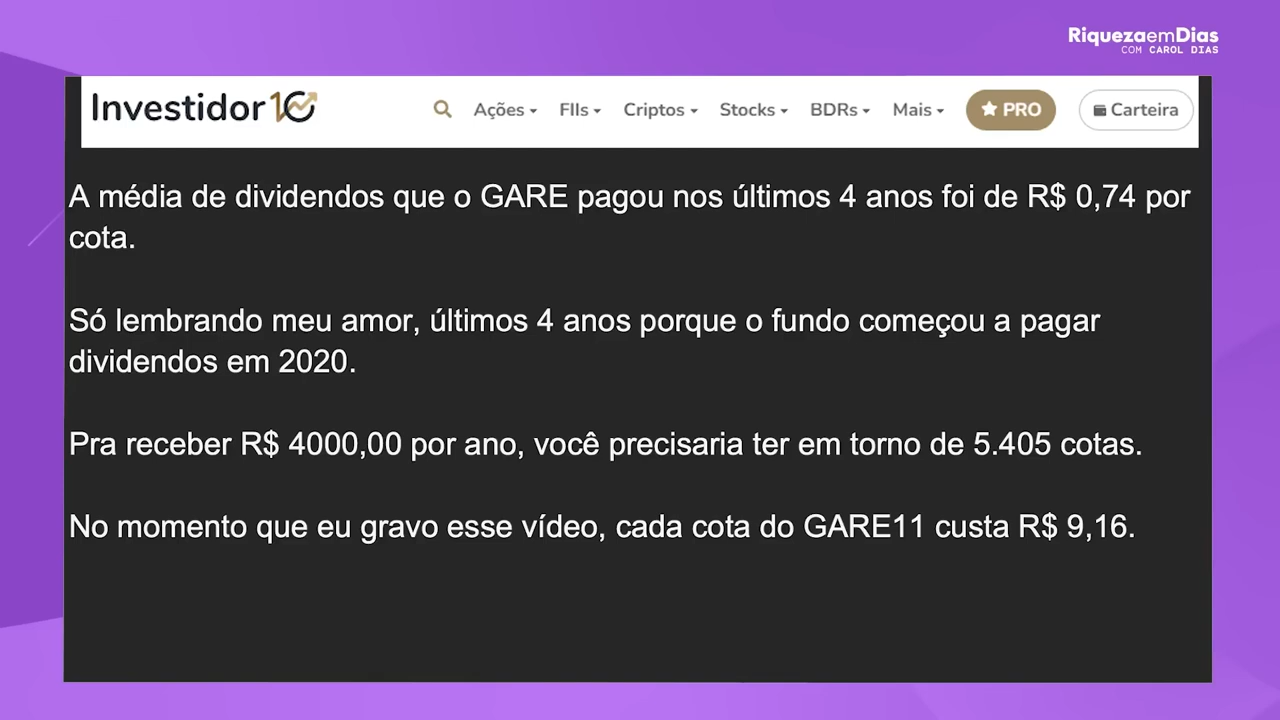 RiquezaemDias
COM CAROL DIAS
Investidor10 Ações FIIs Criptos Stocks BDRs Mais PRO Carteira
A média de dividendos que o GARE pagou nos últimos 4 anos foi de R$ 0,74 por
cota.
Só lembrando meu amor, últimos 4 anos porque o fundo começou a pagar
dividendos em 2020.
Pra receber R$ 4000,00 por ano, você precisaria ter em torno de 5.405 cotas.
No momento que eu gravo esse vídeo, cada cota do GARE11 custa R$ 9,16.